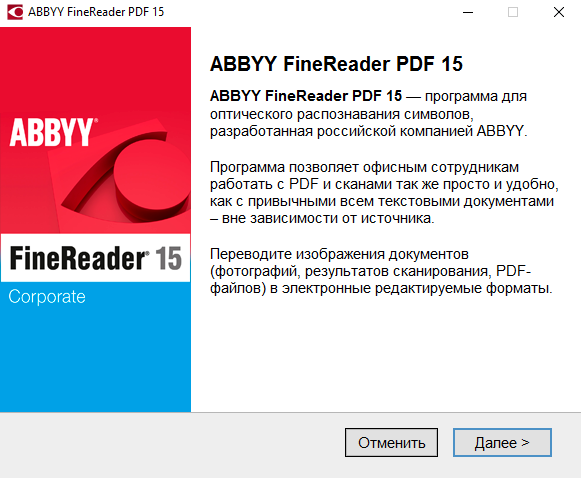 ABBYY FineReader PDF 15
ABBYY®
FineReader® 15
Corporate
ABBYY FineReader PDF 15
ABBYY FineReader PDF 15 — программа для
оптического распознавания символов,
разработанная российской компанией ABBYY.
Программа позволяет офисным сотрудникам
работать с PDF и сканами так же просто и удобно,
как с привычными всем текстовыми документами
– вне зависимости от источника.
Переводите изображения документов
(фотографий, результатов сканирования, PDF-
файлов) в электронные редактируемые форматы.
Отменить
Далее >